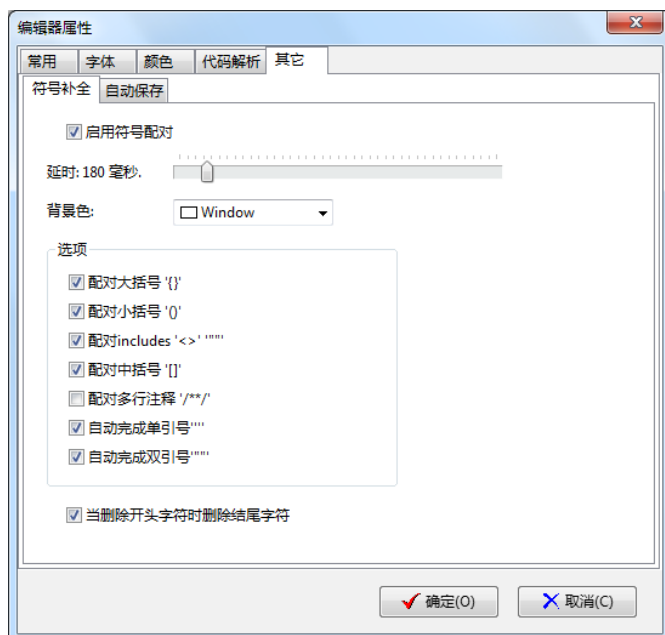 编辑器属性
常用 字体 颜色 代码解析 其它
符号补全 自动保存
启用符号配对
延时: 180 毫秒.
背景色: Window
选项
配对大括号 '{}'
配对小括号 '()'
配对includes '<>' '""'
配对中括号 '[]'
配对多行注释 '/**/'
自动完成单引号''''
自动完成双引号'""'
当删除开头字符时删除结尾字符
确定(O) 取消(C)